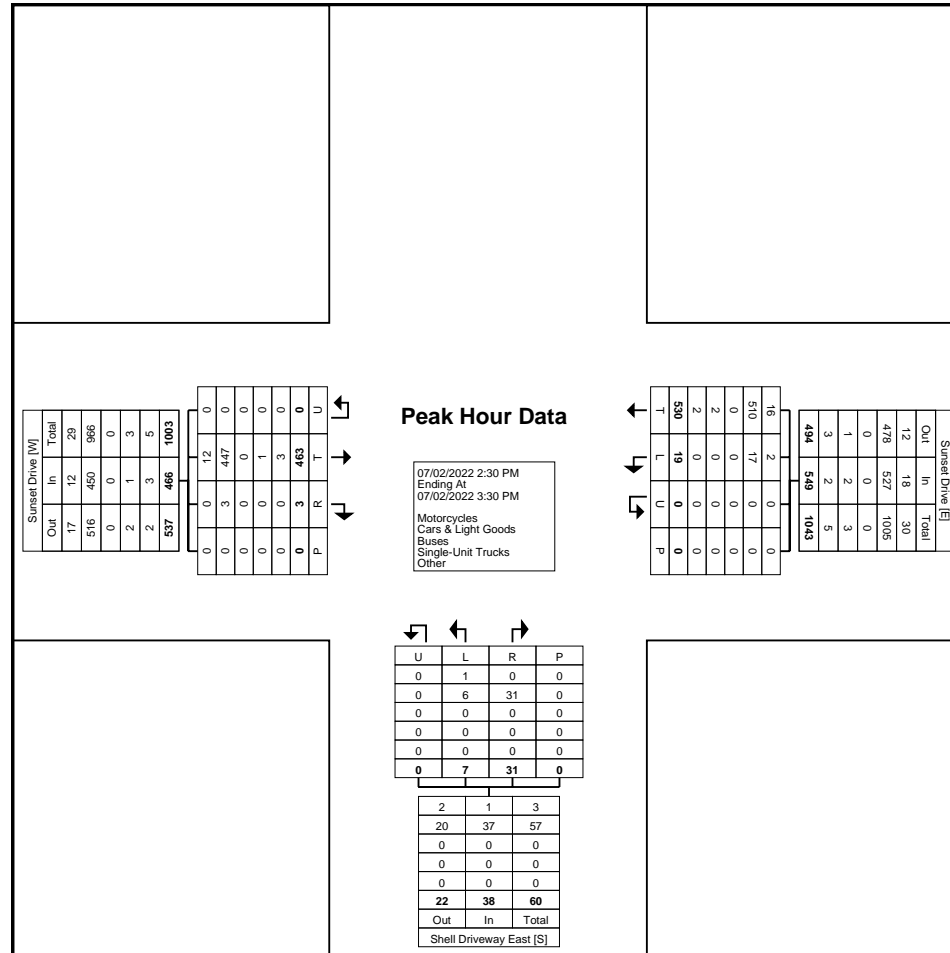 Peak Hour Data
07/02/2022 2:30 PM
Ending At
07/02/2022 3:30 PM
Motorcycles
Cars & Light Goods
Buses
Single-Unit Trucks
Other
U T R P
0 463 3 0
0 3 0 0
0 1 0 0
0 0 0 0
0 447 3 0
0 12 0 0
1003 466 537
5 3 2
3 1 2
0 0 0
966 450 516
29 12 17
Total In Out
Sunset Drive [W]
Sunset Drive [E]
Out In Total
12 18 30
478 527 1005
0 0 0
1 2 3
3 2 5
494 549 1043
16 2 0 0
510 17 0 0
0 0 0 0
2 0 0 0
2 0 0 0
530 19 0 0
T L U P
U L R P
0 1 0 0
0 6 31 0
0 0 0 0
0 0 0 0
0 0 0 0
0 7 31 0
2 1 3
20 37 57
0 0 0
0 0 0
0 0 0
22 38 60
Out In Total
Shell Driveway East [S]